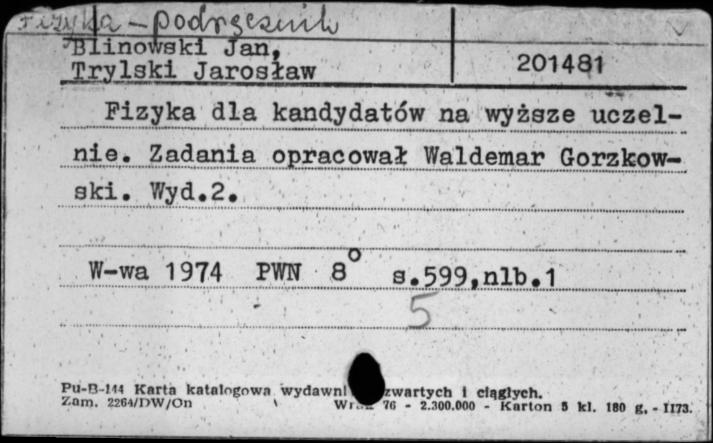 Fizyka - podręcznik
Blinowski Jan,
Trylski Jarosław
201481
Fizyka dla kandydatów na wyższe uczel-
nie. Zadania opracował Waldemar Gorzkow-
ski. Wyd.2.
W-wa 1974 PWN 8° s.599,nlb.1
5
Pu-B-144 Karta katalogowa wydawni zwartych i ciągłych.
Zam. 2264/DW/On 76 - 2.300.000 - Karton 5 kl. 180 g. - 1173.